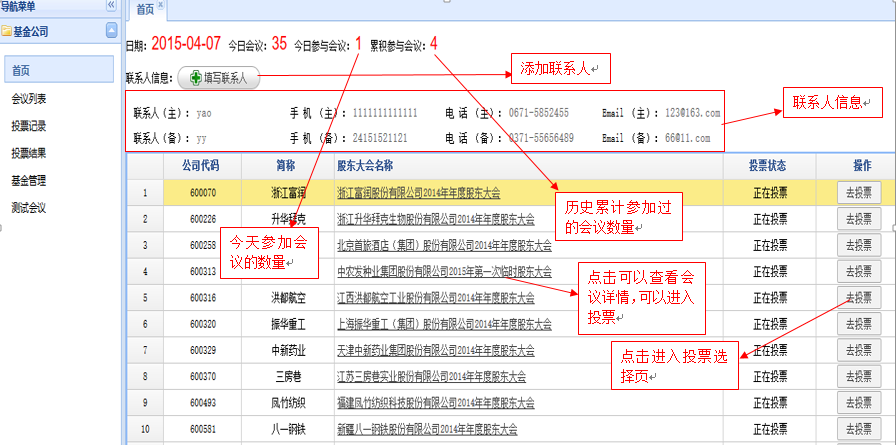 导航菜单
首页
基金公司
首页
会议列表
投票记录
投票结果
基金管理
测试会议
日期：2015-04-07 今日会议：35 今日参与会议：1 累积参与会议：4
联系人信息：填写联系人
添加联系人
联系人信息
联系人（主）：yao 手 机 （主）：1111111111111 电 话 （主）：0671-5852455 Email （主）：123@163.com
联系人（备）：yy 手 机 （备）：24151521121 电 话 （备）：0371-55656489 Email （备）：66@11.com
公司代码 简称 股东大会名称 投票状态 操作
1 600070 浙江富润 浙江富润股份有限公司2014年年度股东大会 正在投票 去投票
2 600226 升华拜克 浙江升华拜克生物股份有限公司2014年年度股东大会 正在投票 去投票
3 600258 北京首旅酒店（集团）股份有限公司2014年年度股东大会 正在投票 去投票
4 600313 中农发种业集团股份有限公司2015年第一次临时股东大会 正在投票 去投票
5 600316 洪都航空 江西洪都航空工业股份有限公司2014年年度股东大会 正在投票 去投票
6 600320 振华重工 上海振华重工（集团）股份有限公司2014年年度股东大会 正在投票 去投票
7 600329 中新药业 天津中新药业集团股份有限公司2014年年度股东大会 正在投票 去投票
8 600370 三房巷 江苏三房巷实业股份有限公司2014年年度股东大会 正在投票 去投票
9 600493 凤竹纺织 福建凤竹纺织科技股份有限公司2014年年度股东大会 正在投票 去投票
10 600581 八一钢铁 新疆八一钢铁股份有限公司2014年年度股东大会 正在投票 去投票
今天参加会
议的数量
历史累计参加过
的会议数量
点击可以查看会
议详情,可以进入
投票
点击进入投票选
择页